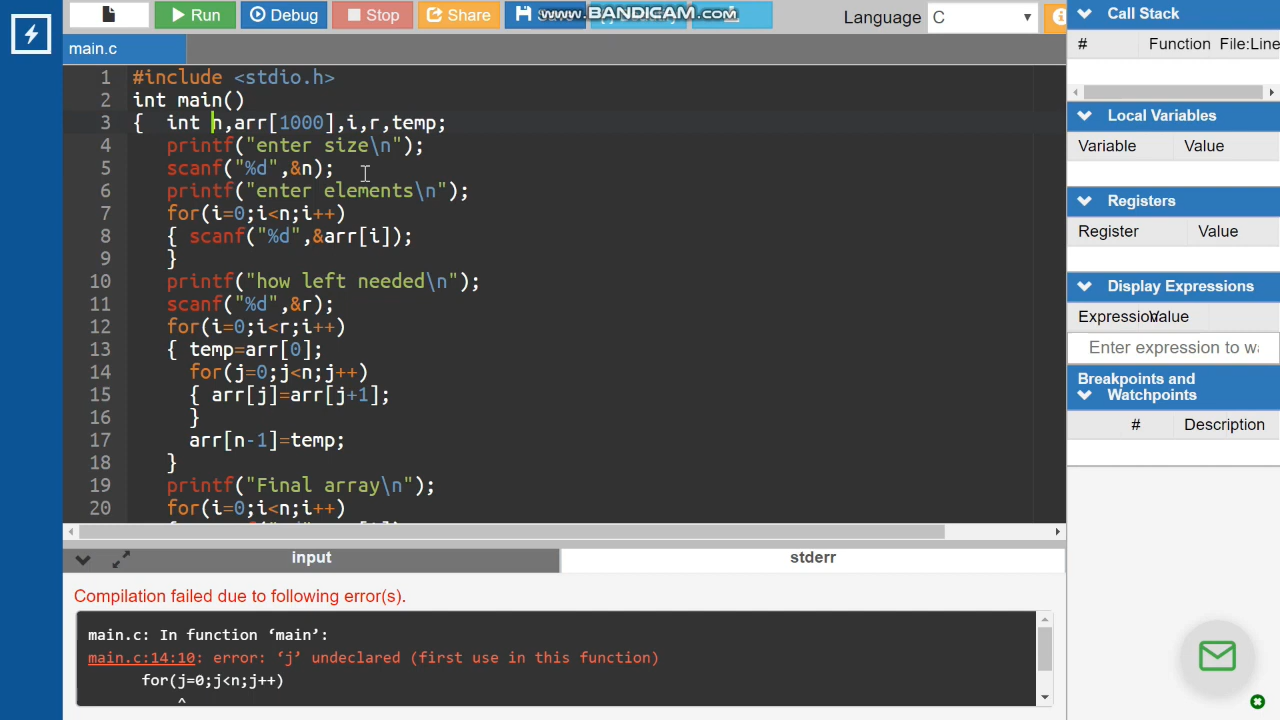 Run
Debug
Stop
Share
S
www.BANDICAM.com
Language
C
main.c
1 #include <stdio.h>
2 int main()
3 {  int n,arr[1000],i,r,temp;
4    printf("enter size\n");
5    scanf("%d",&n);
6    printf("enter elements\n");
7    for(i=0;i<n;i++)
8    { scanf("%d",&arr[i]);
9    }
10    printf("how left needed\n");
11    scanf("%d",&r);
12    for(i=0;i<r;i++)
13    { temp=arr[0];
14      for(j=0;j<n;j++)
15      { arr[j]=arr[j+1];
16      }
17      arr[n-1]=temp;
18    }
19    printf("Final array\n");
20    for(i=0;i<n;i++)
input
stderr
Compilation failed due to following error(s).
main.c: In function ‘main’:
main.c:14:10: error: ‘j’ undeclared (first use in this function)
for(j=0;j<n;j++)
^
Call Stack
# Function File:Line
Local Variables
Variable Value
Registers
Register Value
Display Expressions
Expression Value
Enter expression to wa
Breakpoints and
Watchpoints
# Description